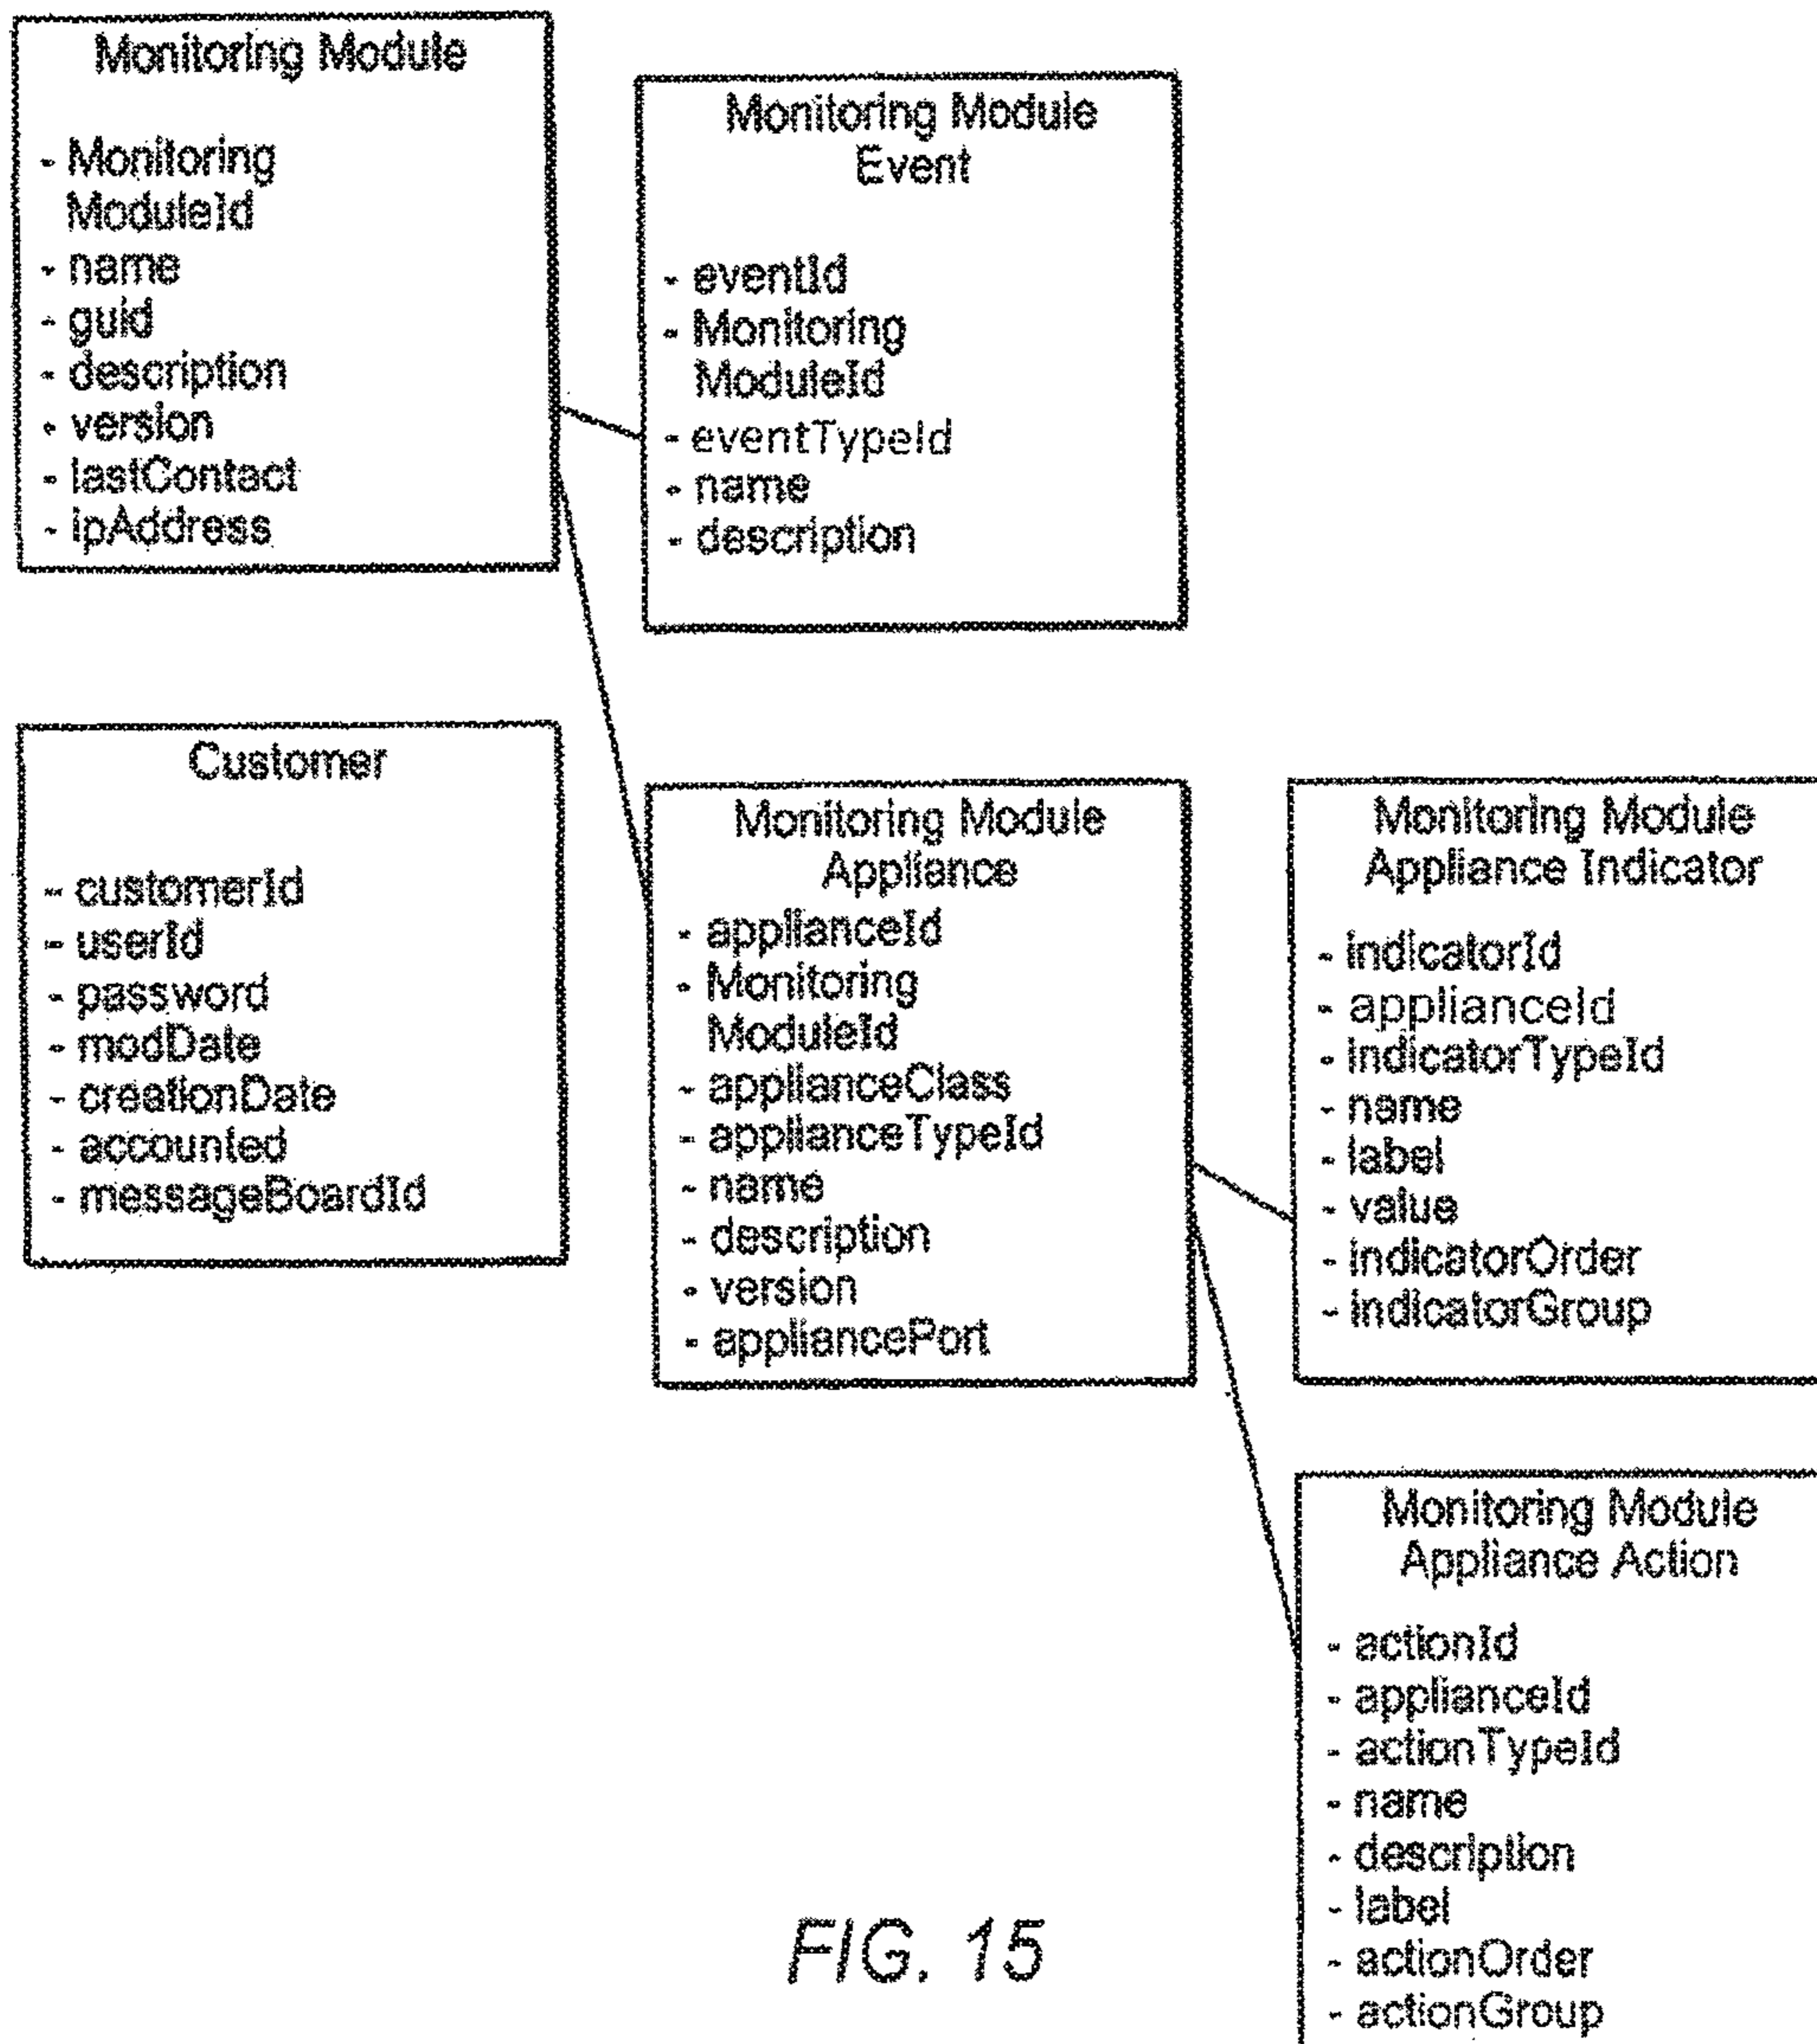 Monitoring Module
- Monitoring
ModuleId
- name
- guid
- description
- version
- lastContact
- ipAddress
Monitoring Module
Event
- eventId
- Monitoring
ModuleId
- eventTypeId
- name
- description
Customer
- customerId
- userId
- password
- modDate
- creationDate
- accounted
- messageBoardId
Monitoring Module
Appliance
- applianceId
- Monitoring
ModuleId
- applianceClass
- applianceTypeId
- name
- description
- version
- appliancePort
Monitoring Module
Appliance Indicator
- indicatorId
- applianceId
- indicatorTypeId
- name
- label
- value
- indicatorOrder
- indicatorGroup
Monitoring Module
Appliance Action
- actionId
- applianceId
- actionTypeId
- name
- description
- label
- actionOrder
- actionGroup
FIG. 15